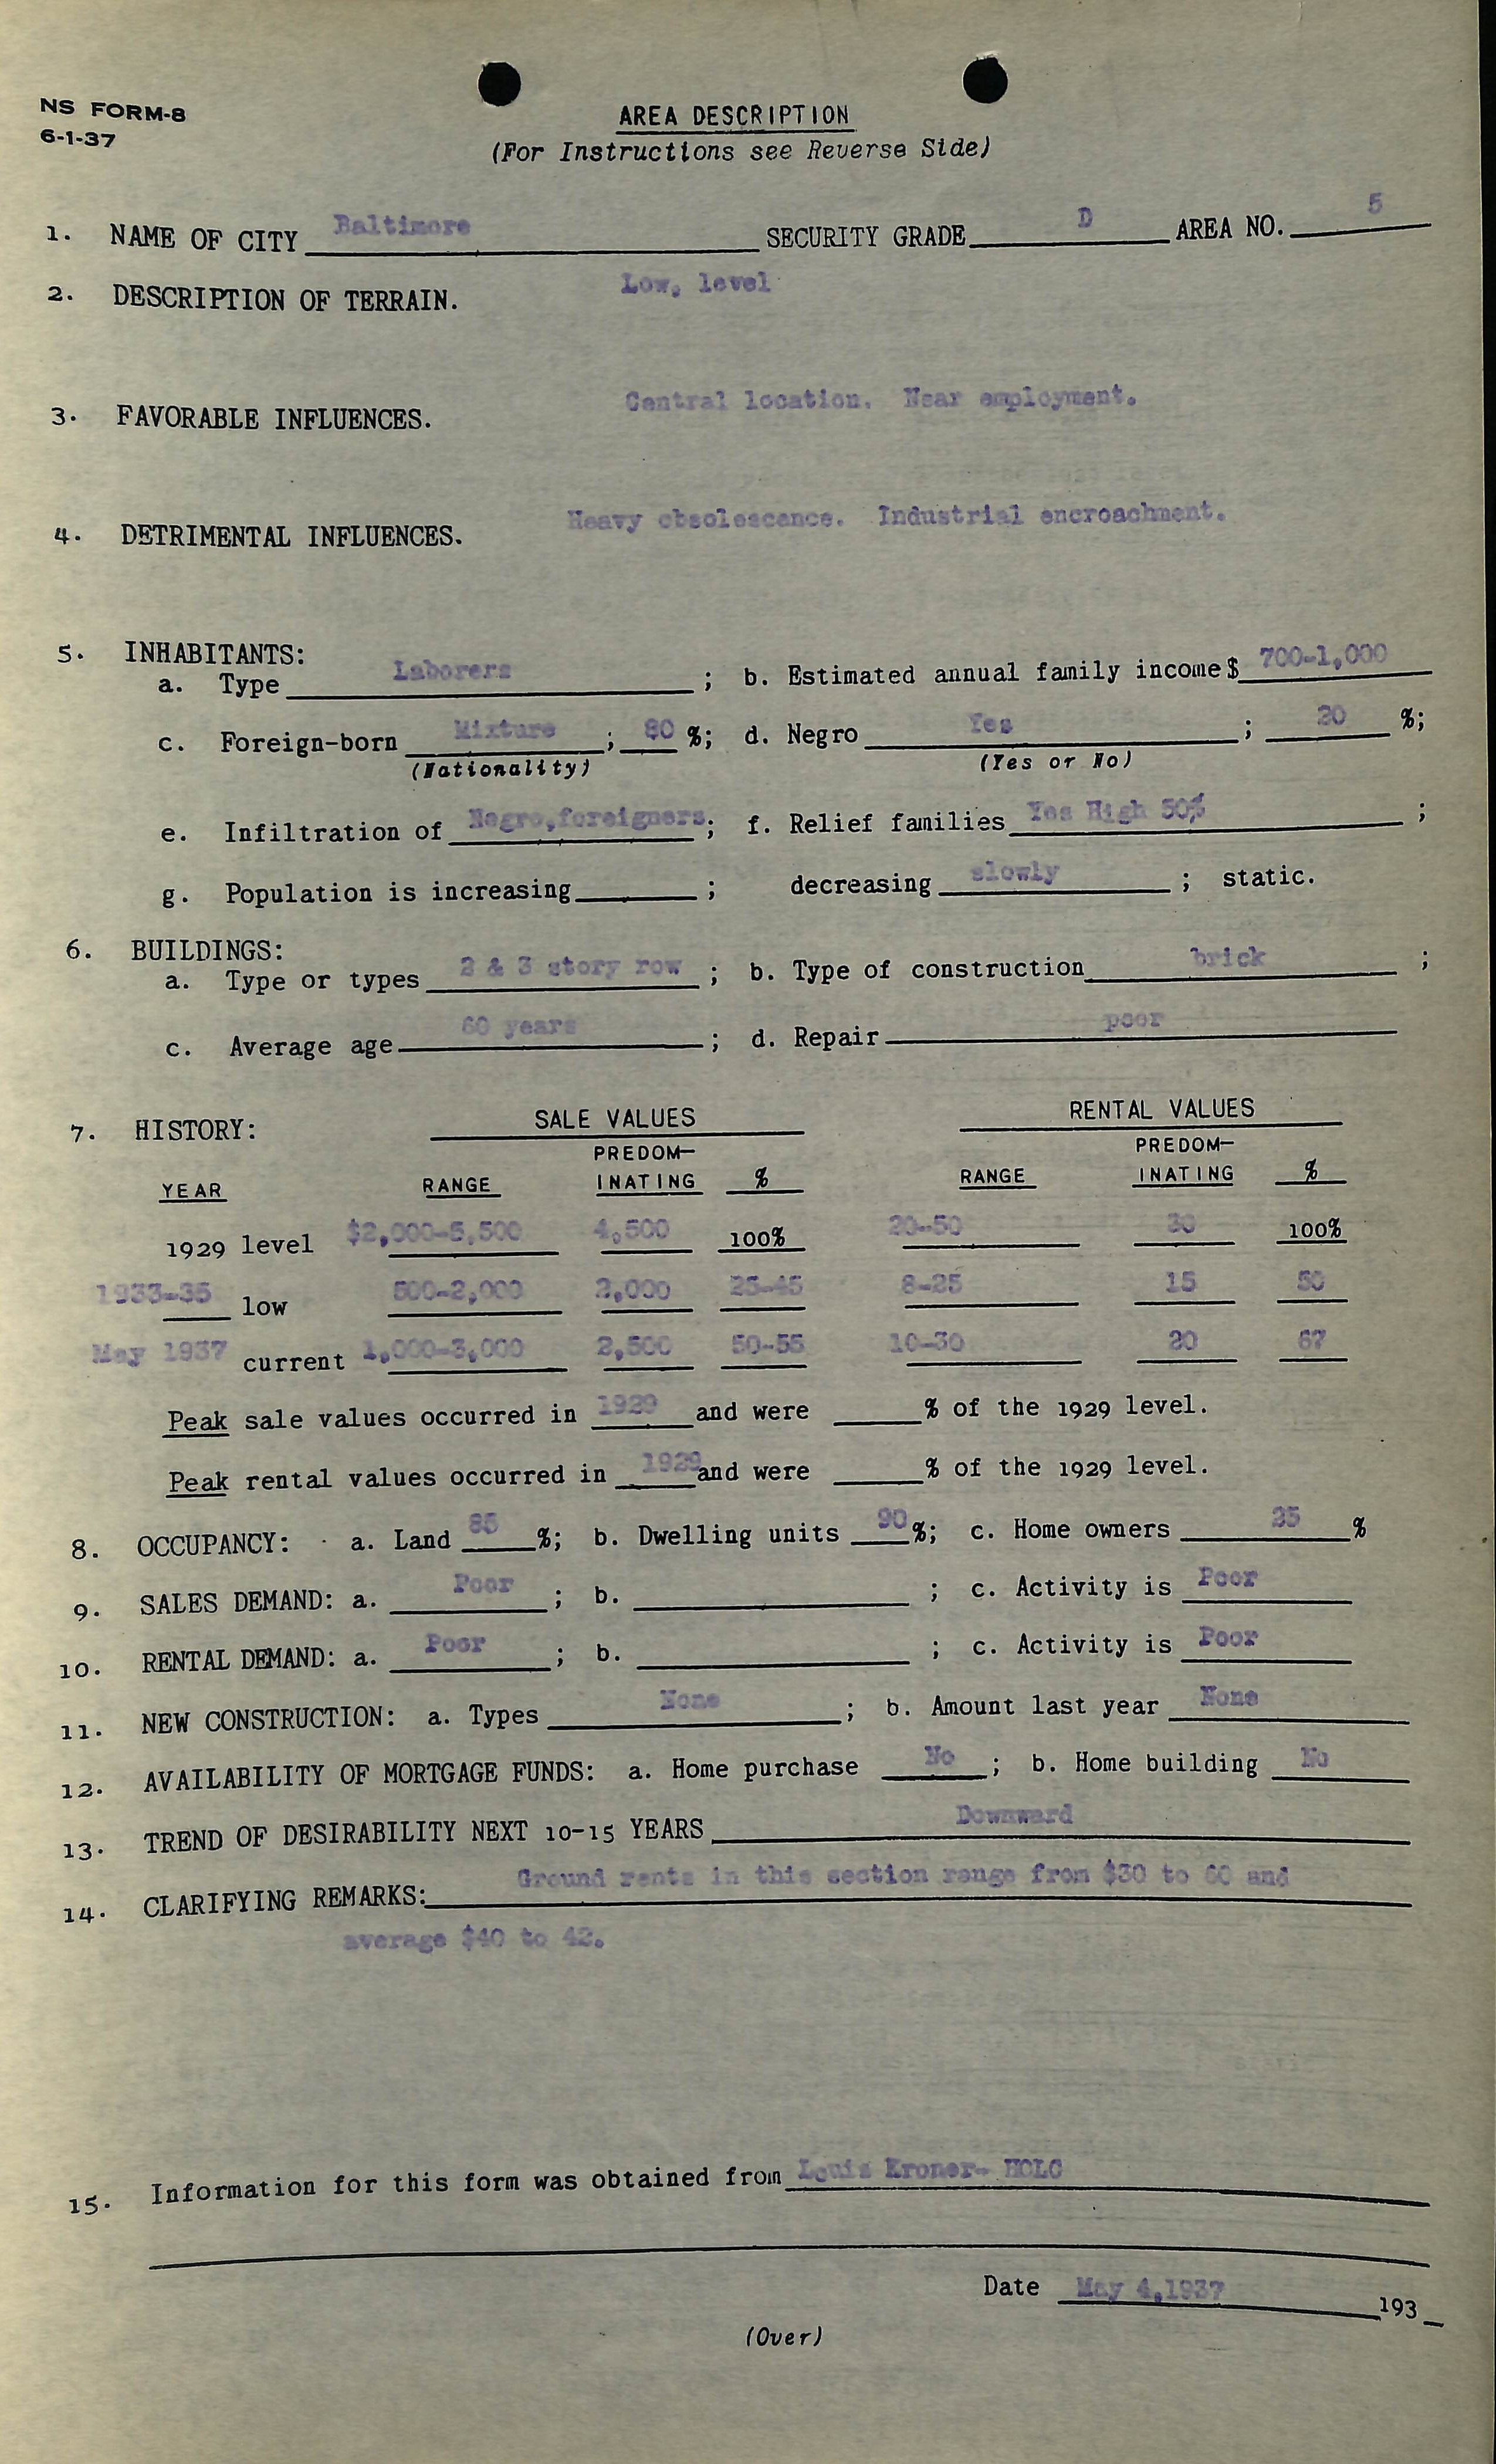 NS FORM-8
6-1-37
AREA DESCRIPTION
(For Instructions see Reverse Side)
1. NAME OF CITY Baltimore SECURITY GRADE D AREA NO. 5
2. DESCRIPTION OF TERRAIN. Low, level
3. FAVORABLE INFLUENCES. Central location. Near employment.
4. DETRIMENTAL INFLUENCES. Heavy obsolescence. Industrial encroachment.
5. INHABITANTS:
a. Type Laborers ; b. Estimated annual family income $ 700-1,000
c. Foreign-born Mixture ; %; d. Negro Yes ; 20 %;
(Nationality) (Yes or No)
e. Infiltration of Negro,foreigners; f. Relief families Yes High 50% ;
g. Population is increasing ; decreasing slowly ; static.
6. BUILDINGS:
a. Type or types 2 & 3 story row ; b. Type of construction brick ;
c. Average age 60 years ; d. Repair poor
7. HISTORY: SALE VALUES RENTAL VALUES
PREDOM- PREDOM-
YEAR RANGE INATING % RANGE INATING %
1929 level $2,000-5,500 4,500 100% 20-50 30 100%
1933-35 low 500-2,000 2,000 25-45 8-25 15 50
May 1937 current 1,000-3,000 2,500 50-55 10-30 20 67
Peak sale values occurred in 1929 and were % of the 1929 level.
Peak rental values occurred in 1929 and were % of the 1929 level.
8. OCCUPANCY: a. Land 85 %; b. Dwelling units 90 %; c. Home owners 25 %
9. SALES DEMAND: a. Poor ; b. ; c. Activity is Poor
10. RENTAL DEMAND: a. Poor ; b. ; c. Activity is Poor
11. NEW CONSTRUCTION: a. Types None ; b. Amount last year None
12. AVAILABILITY OF MORTGAGE FUNDS: a. Home purchase No ; b. Home building No
13. TREND OF DESIRABILITY NEXT 10-15 YEARS Downward
14. CLARIFYING REMARKS: Ground rents in this section range from $30 to 60 and
average $40 to 42.
15. Information for this form was obtained from Louis Kroner- HOLC
Date May 4,1937 193_
(Over)